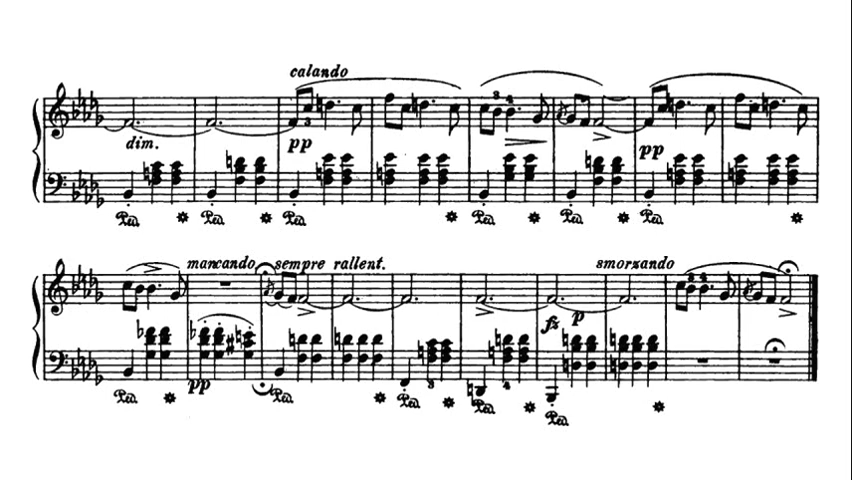 calando
dim.
pp
pp
mancando sempre rallent. smorzando
pp
fz p